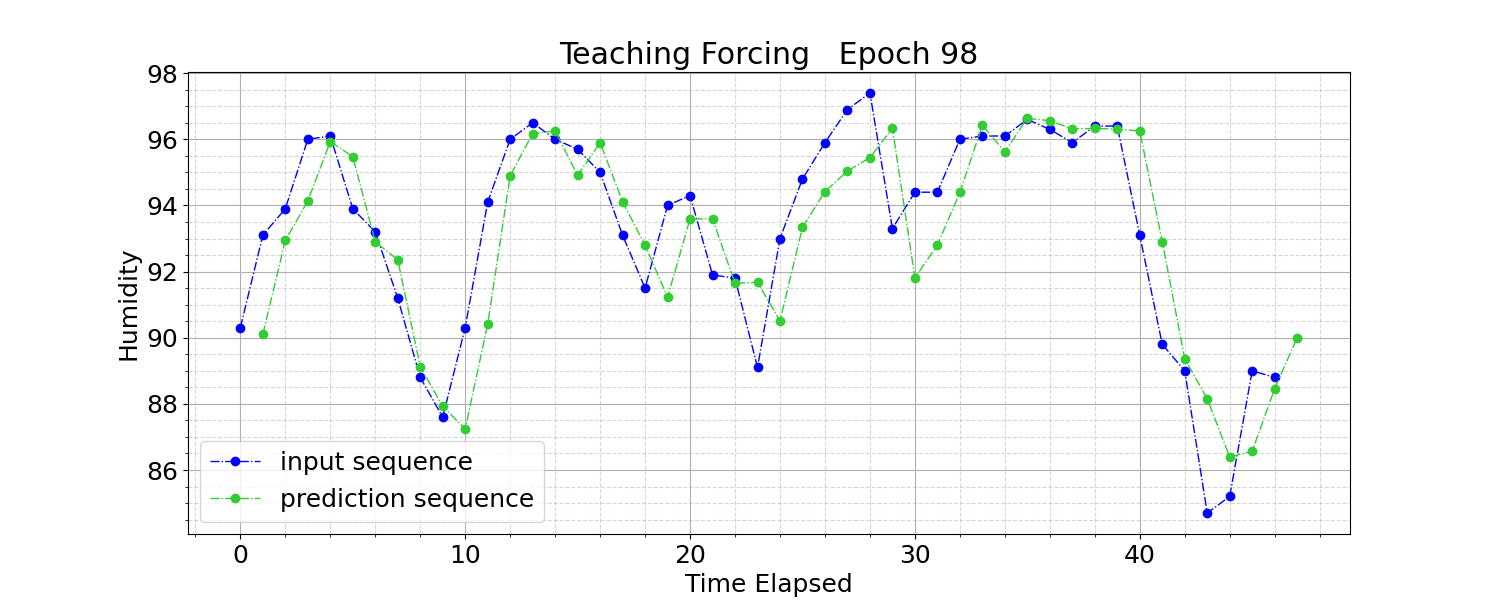 Teaching Forcing   Epoch 98
98
96
94
92
90
88
86
Humidity
input sequence
prediction sequence
0 10 20 30 40
Time Elapsed